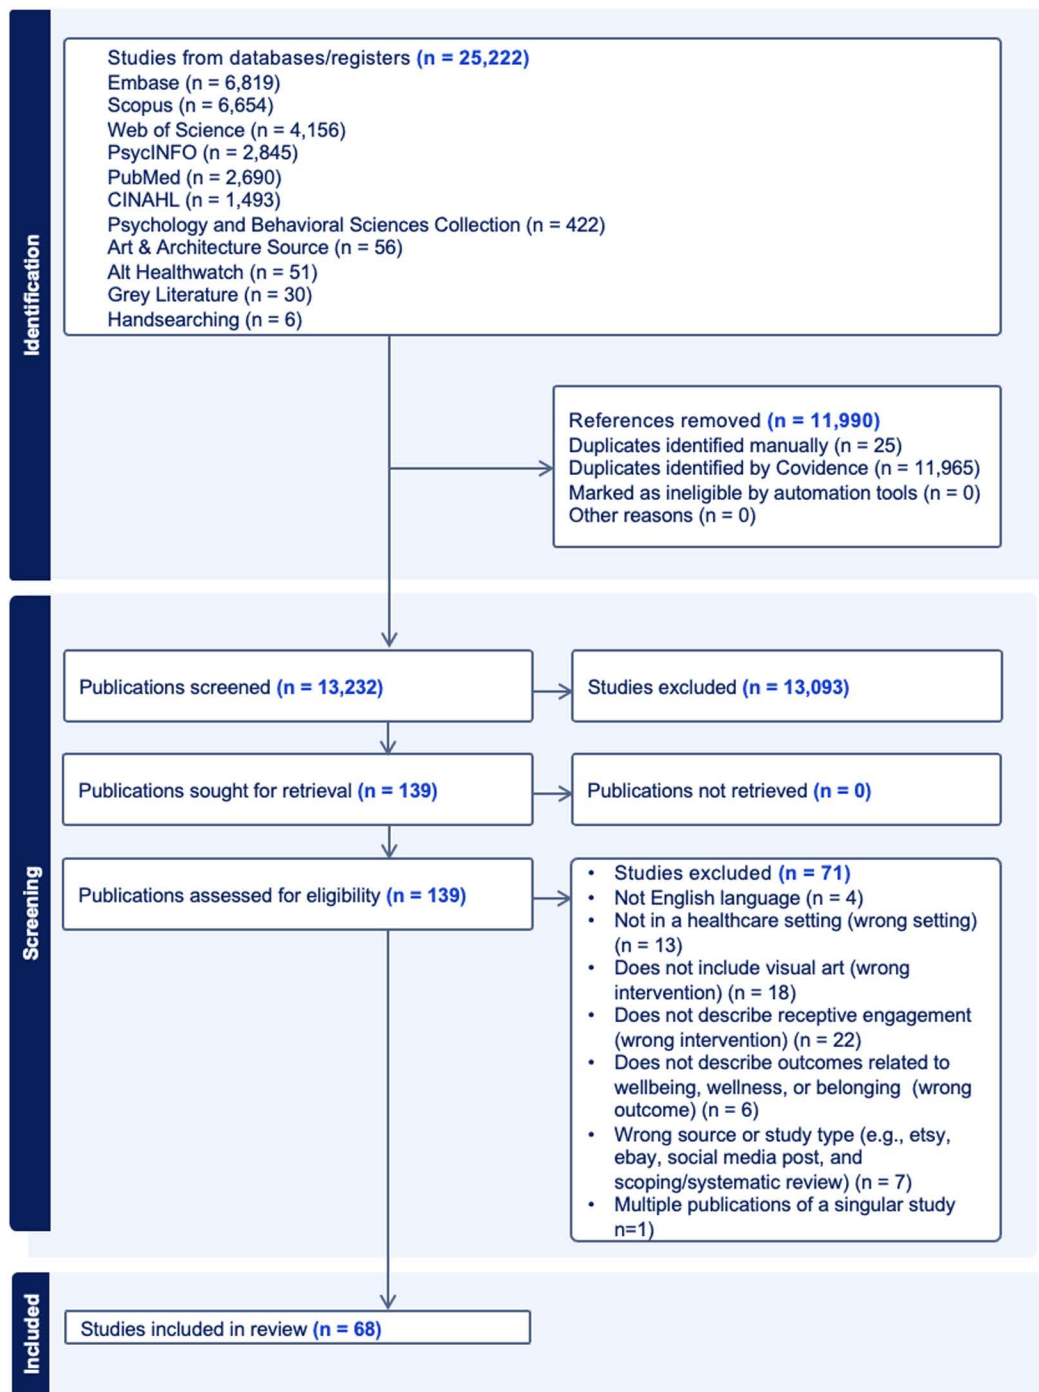 Identification
Studies from databases/registers (n = 25,222)
Embase (n = 6,819)
Scopus (n = 6,654)
Web of Science (n = 4,156)
PsycINFO (n = 2,845)
PubMed (n = 2,690)
CINAHL (n = 1,493)
Psychology and Behavioral Sciences Collection (n = 422)
Art & Architecture Source (n = 56)
Alt Healthwatch (n = 51)
Grey Literature (n = 30)
Handsearching (n = 6)
References removed (n = 11,990)
Duplicates identified manually (n = 25)
Duplicates identified by Covidence (n = 11,965)
Marked as ineligible by automation tools (n = 0)
Other reasons (n = 0)
Screening
Publications screened (n = 13,232)
Studies excluded (n = 13,093)
Publications sought for retrieval (n = 139)
Publications not retrieved (n = 0)
Publications assessed for eligibility (n = 139)
• Studies excluded (n = 71)
• Not English language (n = 4)
• Not in a healthcare setting (wrong setting)
(n = 13)
• Does not include visual art (wrong
intervention) (n = 18)
• Does not describe receptive engagement
(wrong intervention) (n = 22)
• Does not describe outcomes related to
wellbeing, wellness, or belonging (wrong
outcome) (n = 6)
• Wrong source or study type (e.g., etsy,
ebay, social media post, and
scoping/systematic review) (n = 7)
• Multiple publications of a singular study
n=1)
Included
Studies included in review (n = 68)